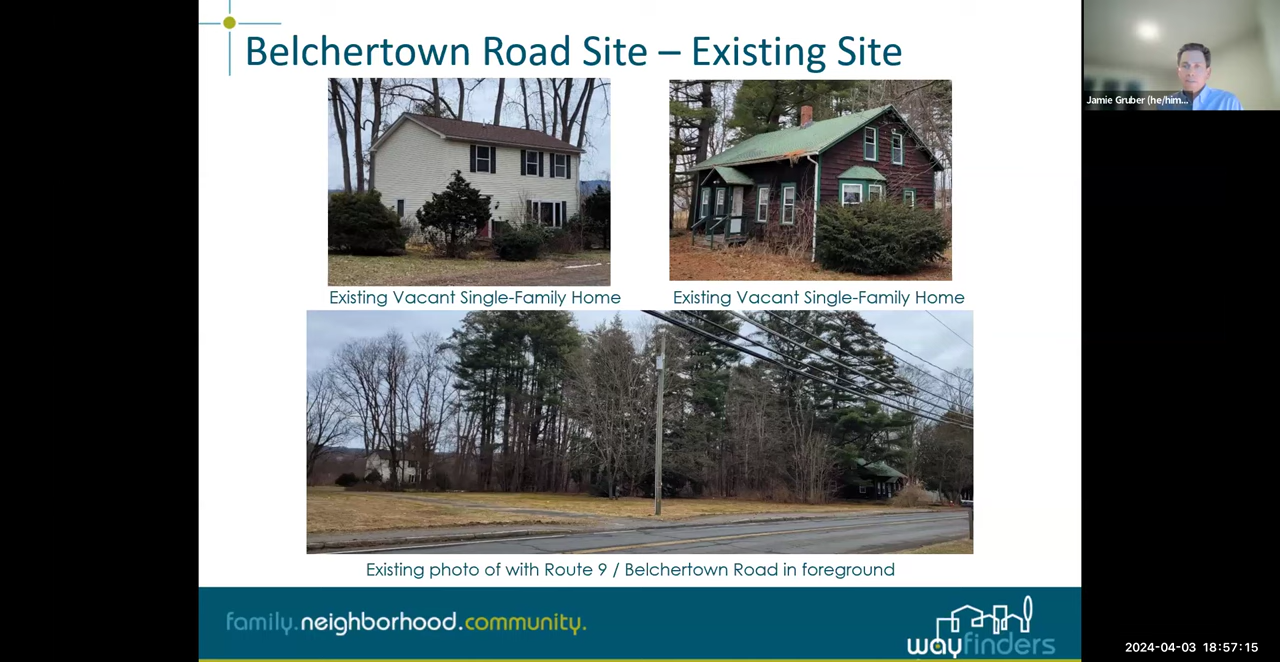 Belchertown Road Site – Existing Site
Jamie Gruber (he/him...
Existing Vacant Single-Family Home
Existing Vacant Single-Family Home
Existing photo of with Route 9 / Belchertown Road in foreground
family.neighborhood.community.
wayfinders
2024-04-03 18:57:15